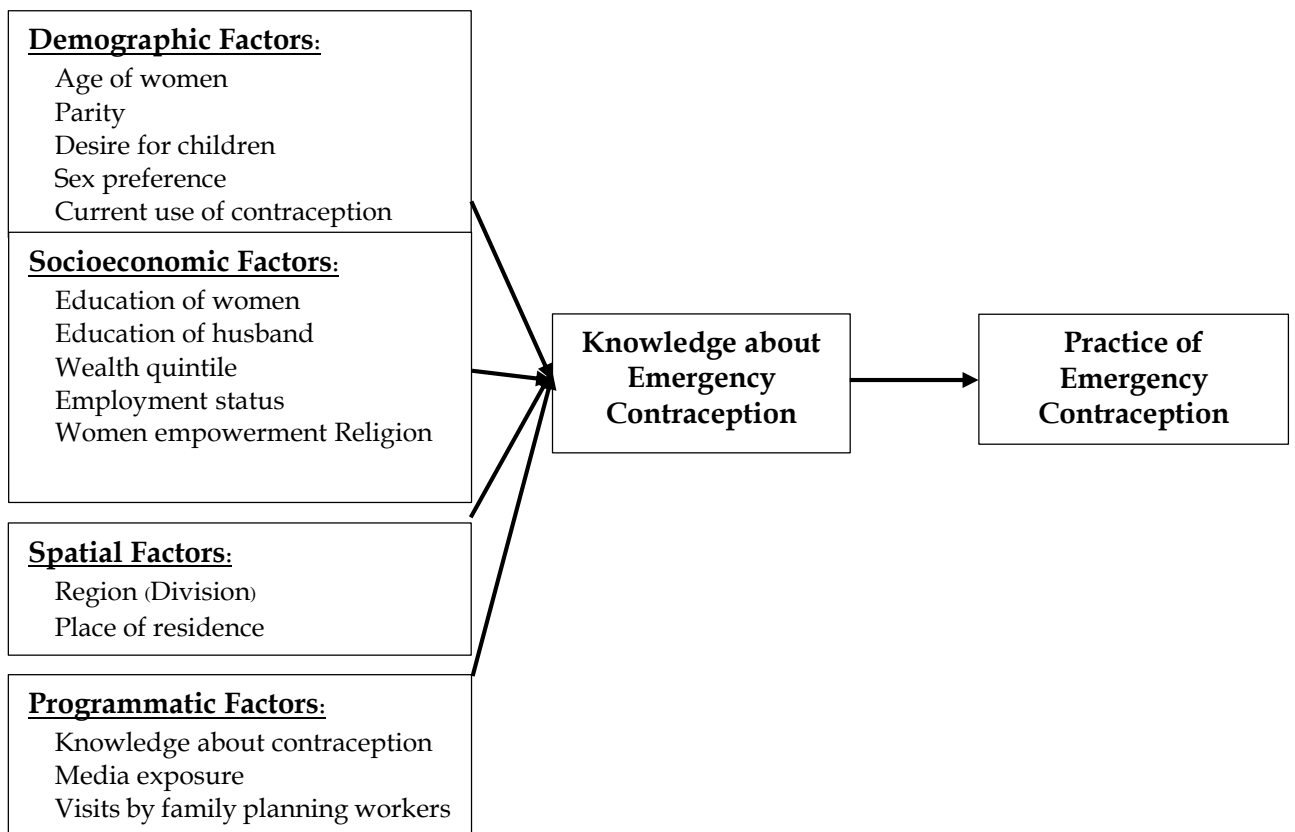 Demographic Factors:
Age of women
Parity
Desire for children
Sex preference
Current use of contraception
Socioeconomic Factors:
Education of women
Education of husband
Wealth quintile
Employment status
Women empowerment Religion
Spatial Factors:
Region (Division)
Place of residence
Programmatic Factors:
Knowledge about contraception
Media exposure
Visits by family planning workers
Knowledge about
Emergency
Contraception
Practice of
Emergency
Contraception